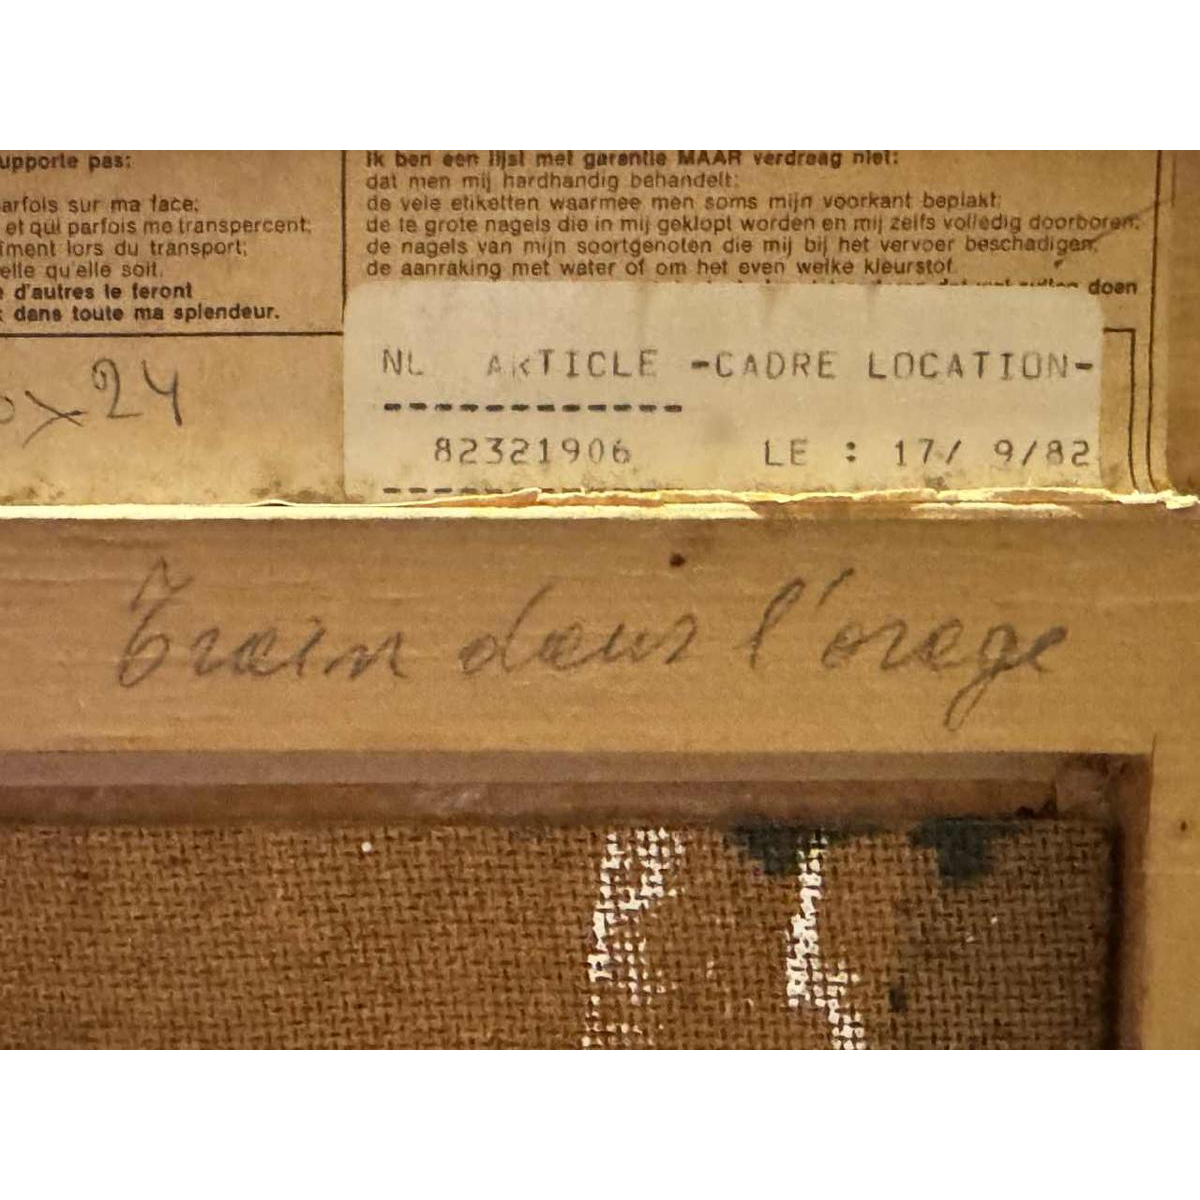 upporte pas:
arfois sur ma face;
et qui parfois me transpercent;
iment lors du transport;
elle qu'elle soit.
d'autres le feront
dans toute ma splendeur.
Ik ben een lijst met garantie MAAR verdraag niet:
dat men mij hardhandig behandelt;
de vele etiketten waarmee men soms mijn voorkant beplakt;
de te grote nagels die in mij geklopt worden en mij zelfs volledig doorboren;
de nagels van mijn soortgenoten die mij bij het vervoer beschadigen;
de aanraking met water of om het even welke kleurstof.
doen
x 24
NL ARTICLE -CADRE LOCATION-
------------
82321906 LE : 17/ 9/82
------------
Train dans l'orage